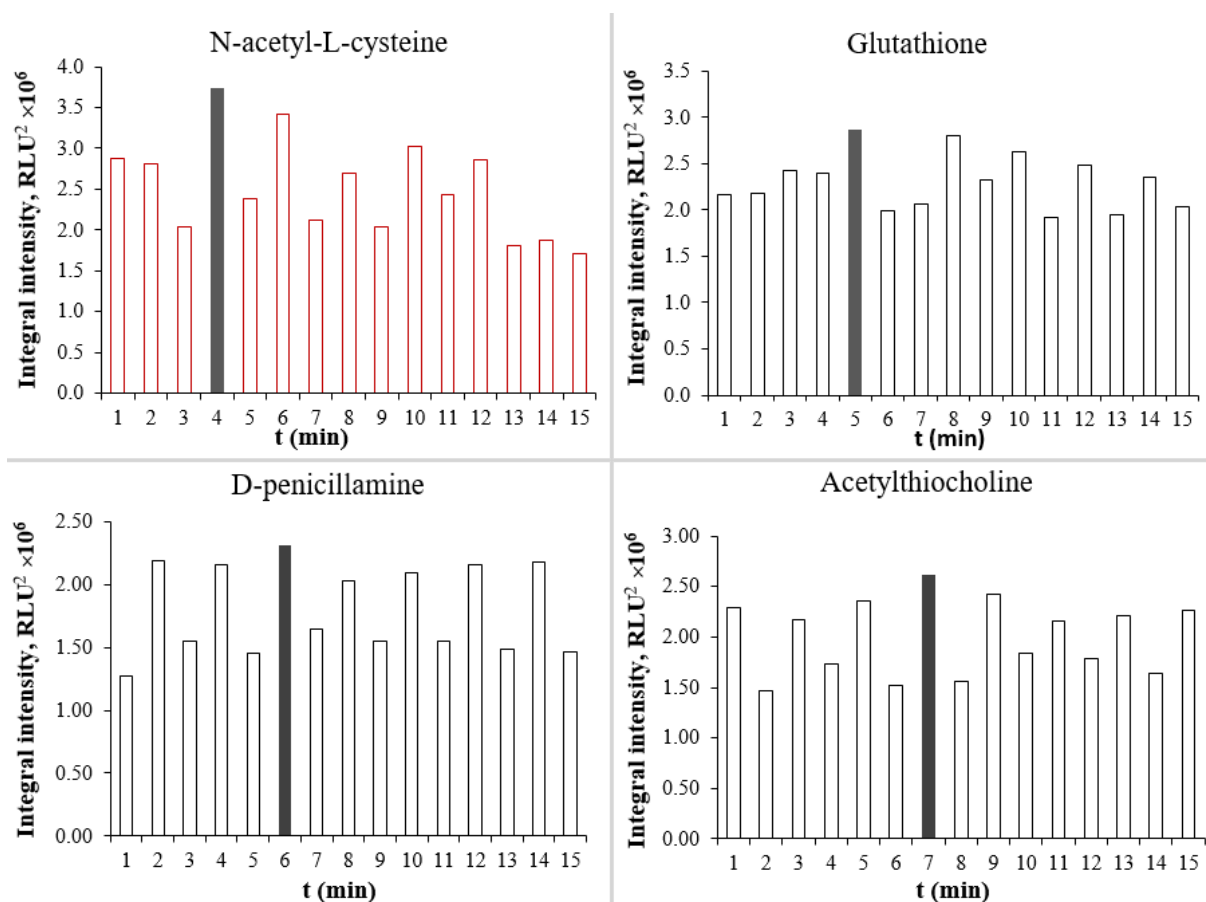 N-acetyl-L-cysteine
Integral intensity, RLU² ×10⁶
4.0
3.5
3.0
2.5
2.0
1.5
1.0
0.5
0.0
1 2 3 4 5 6 7 8 9 10 11 12 13 14 15
t (min)
Glutathione
Integral intensity, RLU² ×10⁶
3.5
3.0
2.5
2.0
1.5
1.0
0.5
0.0
1 2 3 4 5 6 7 8 9 10 11 12 13 14 15
t (min)
D-penicillamine
Integral intensity, RLU² ×10⁶
2.50
2.00
1.50
1.00
0.50
0.00
1 2 3 4 5 6 7 8 9 10 11 12 13 14 15
t (min)
Acetylthiocholine
Integral intensity, RLU² ×10⁶
3.00
2.50
2.00
1.50
1.00
0.50
0.00
1 2 3 4 5 6 7 8 9 10 11 12 13 14 15
t (min)